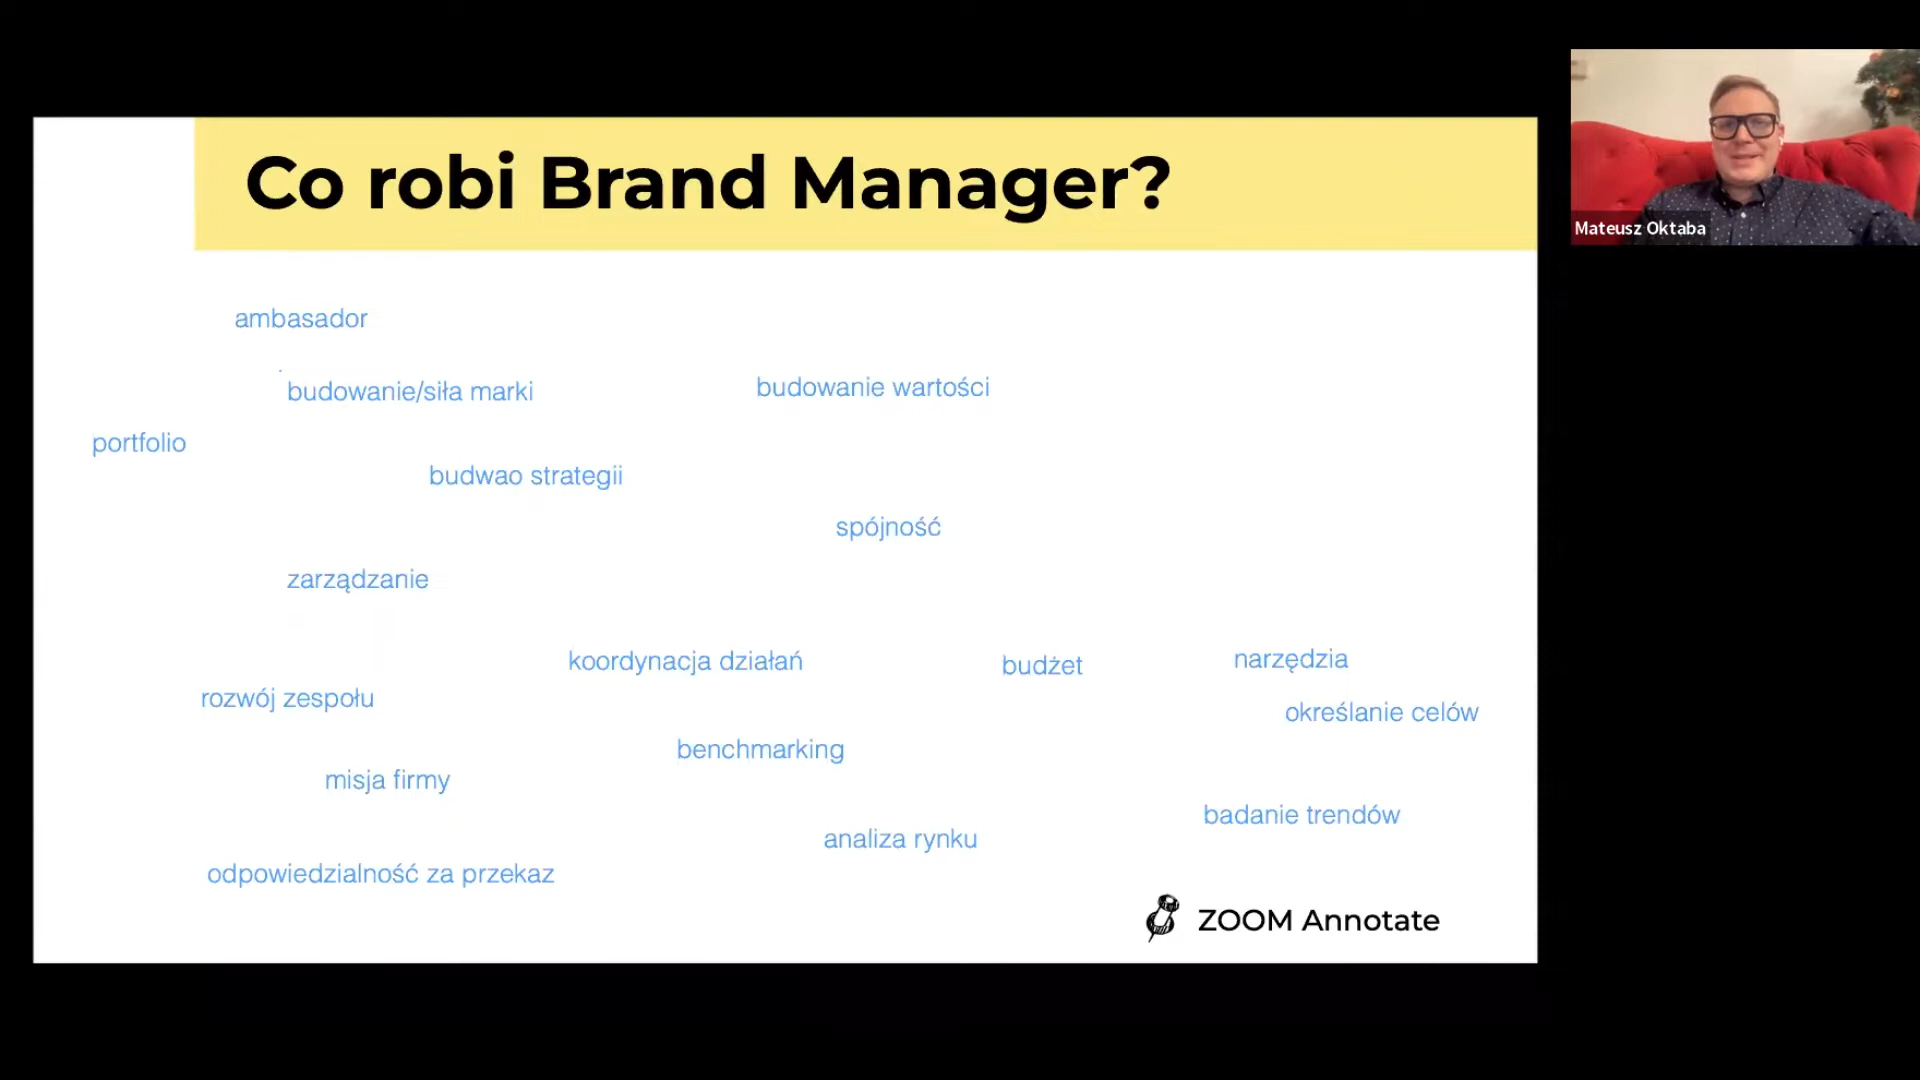 Co robi Brand Manager?
Mateusz Oktaba
ambasador
budowanie/siła marki
budowanie wartości
portfolio
budwao strategii
spójność
zarządzanie
koordynacja działań
budżet
narzędzia
rozwój zespołu
określanie celów
benchmarking
misja firmy
badanie trendów
analiza rynku
odpowiedzialność za przekaz
ZOOM Annotate